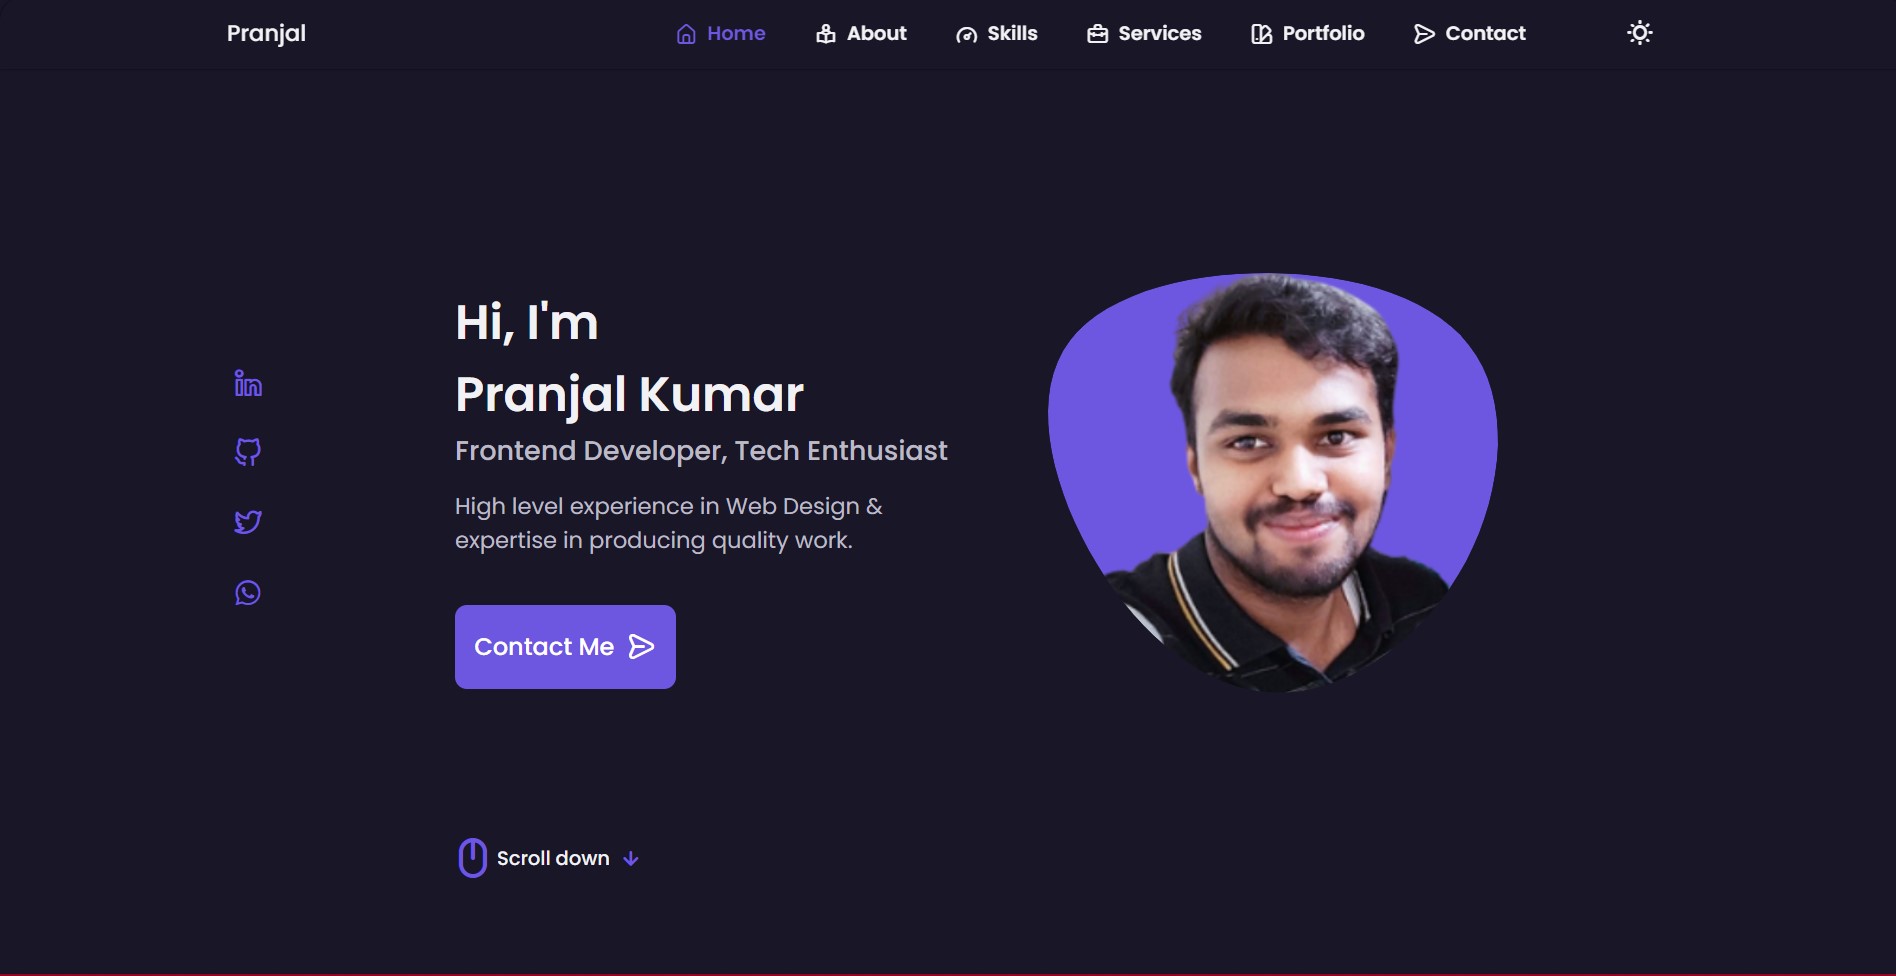 Pranjal
Home
About
Skills
Services
Portfolio
Contact
Hi, I'm
Pranjal Kumar
Frontend Developer, Tech Enthusiast
High level experience in Web Design &
expertise in producing quality work.
Contact Me
Scroll down